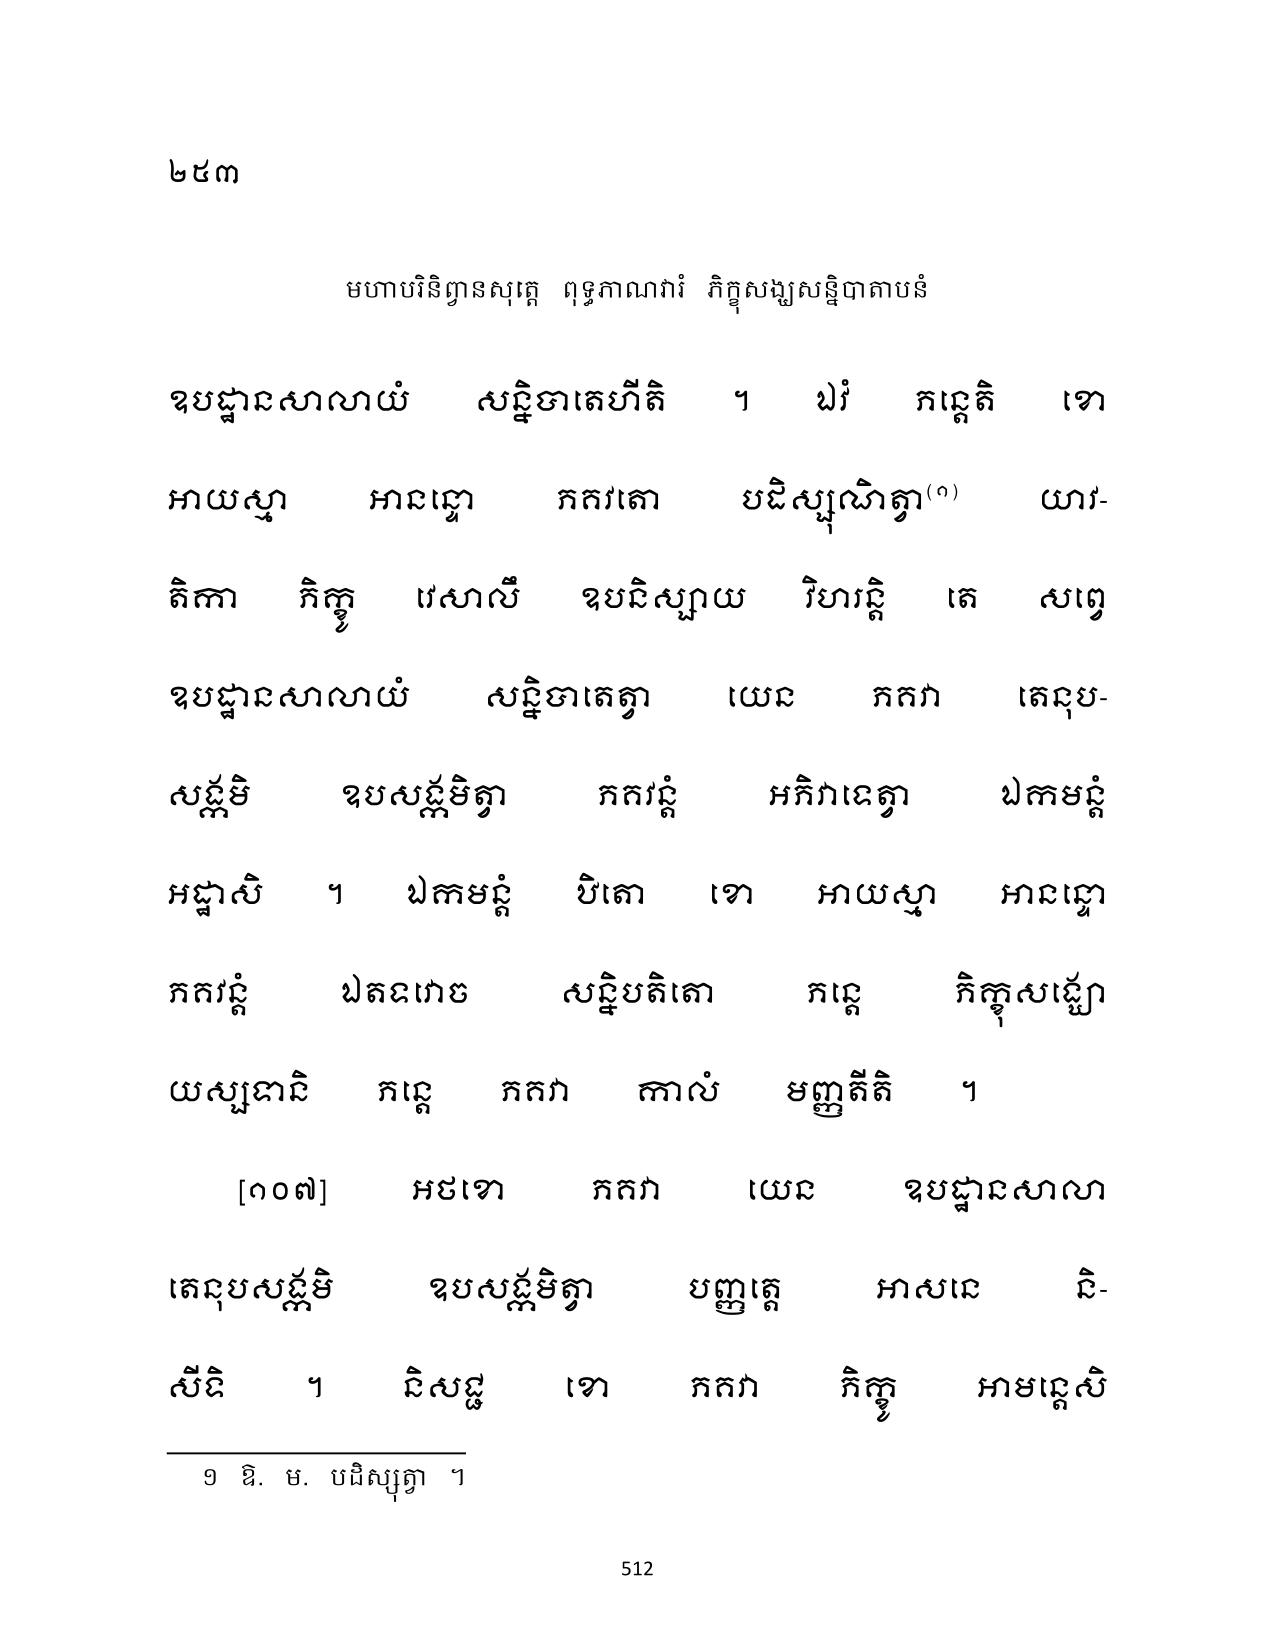 ២៥៣
មហាបរិនិព្វានសុត្តេ ពុទ្ធភាណវារំ ភិក្ខុសង្ឃសន្និបាតាបនំ
ឧបដ្ឋានសាលាយំ សន្និបាតេហីតិ ។ ឯវំ ភន្តេតិ ខោ
អាយស្មា អានន្ទោ ភគវតោ បដិស្សុណិត្វា(១) យាវ-
តិកា ភិក្ខូ វេសាលឹ ឧបនិស្សាយ វិហរន្តិ តេ សព្វេ
ឧបដ្ឋានសាលាយំ សន្និបាតេត្វា យេន ភគវា តេនុប-
សង្កមិ ឧបសង្កមិត្វា ភគវន្តំ អភិវាទេត្វា ឯកមន្តំ
អដ្ឋាសិ ។ ឯកមន្តំ ឋិតោ ខោ អាយស្មា អានន្ទោ
ភគវន្តំ ឯតទវោច សន្និបតិតោ ភន្តេ ភិក្ខុសង្ឃោ
យស្សទានិ ភន្តេ ភគវា កាលំ មញ្ញតីតិ ។
[១០៧] អថខោ ភគវា យេន ឧបដ្ឋានសាលា
តេនុបសង្កមិ ឧបសង្កមិត្វា បញ្ញត្តេ អាសនេ និ-
សីទិ ។ និសជ្ជ ខោ ភគវា ភិក្ខូ អាមន្តេសិ
១ ឱ. ម. បដិស្សុត្វា ។
512